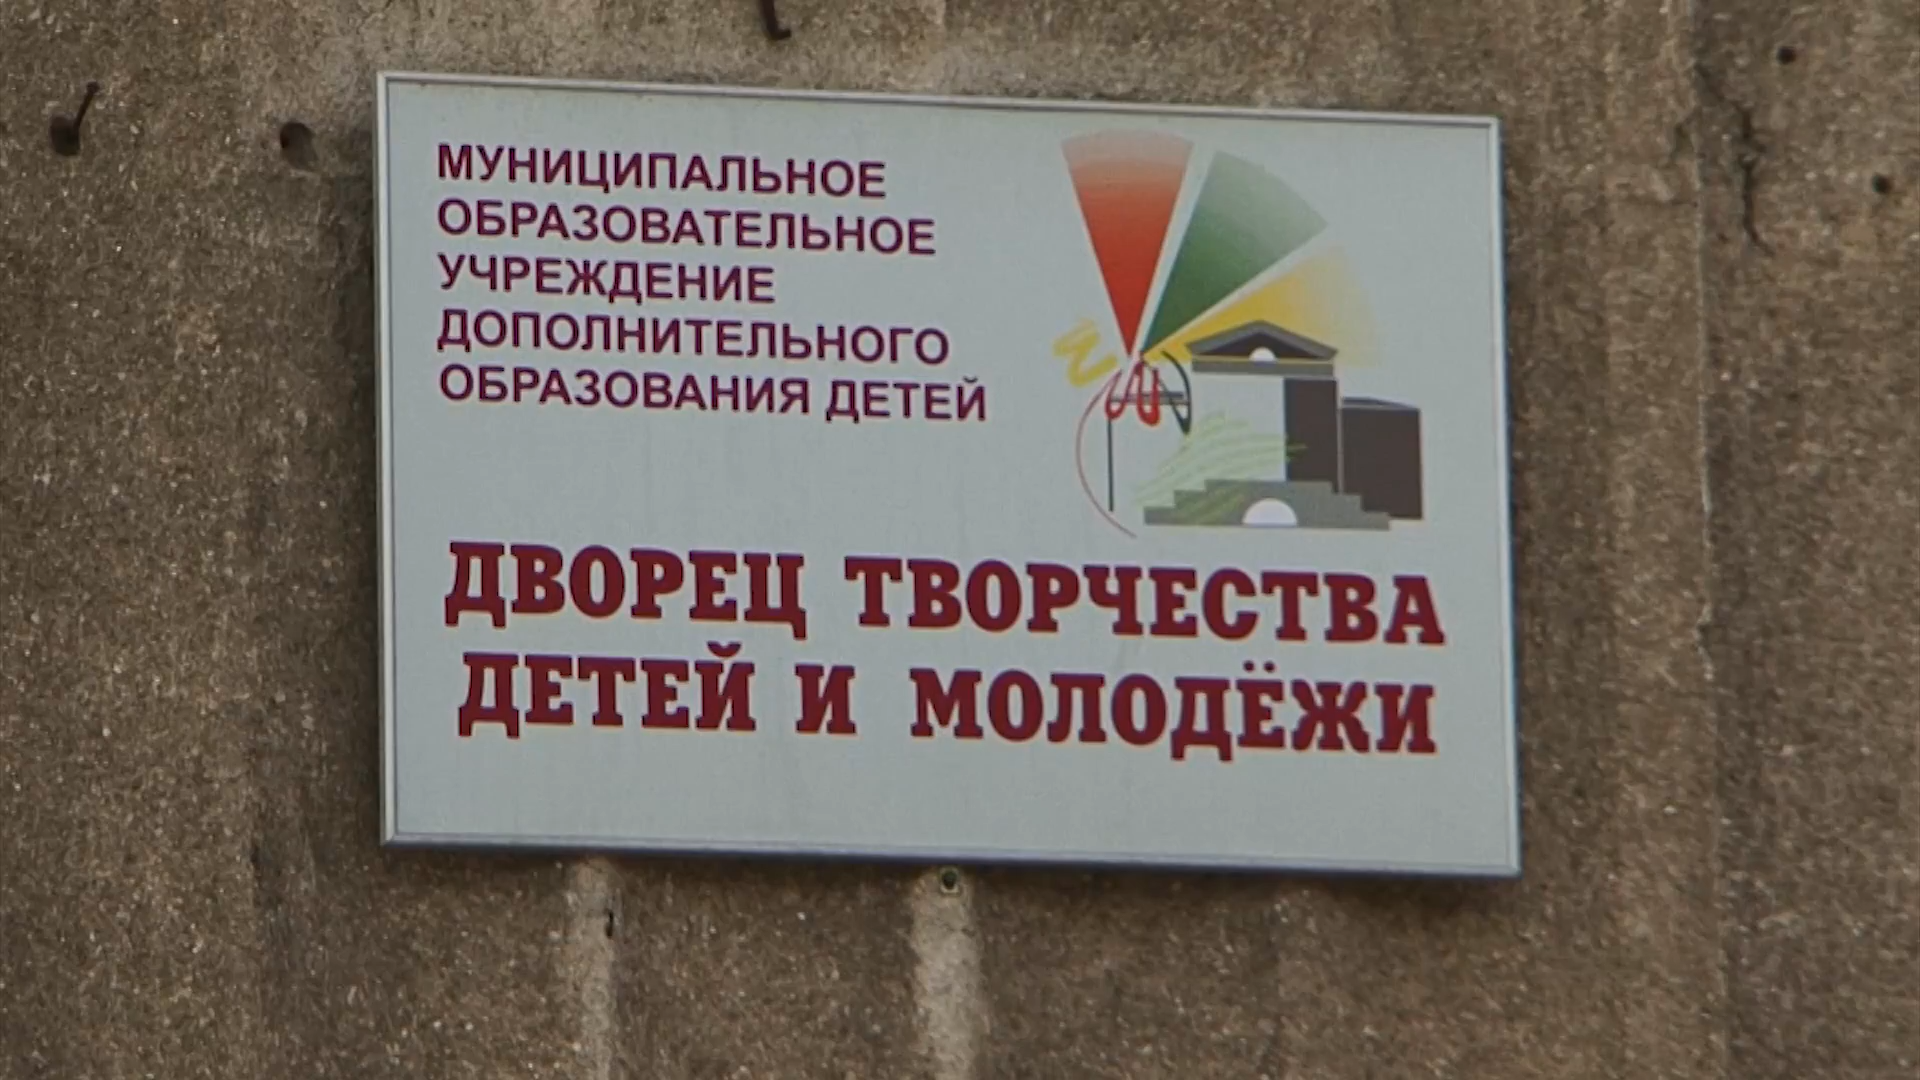 МУНИЦИПАЛЬНОЕ
ОБРАЗОВАТЕЛЬНОЕ
УЧРЕЖДЕНИЕ
ДОПОЛНИТЕЛЬНОГО
ОБРАЗОВАНИЯ ДЕТЕЙ
ДВОРЕЦ ТВОРЧЕСТВА
ДЕТЕЙ И МОЛОДЁЖИ